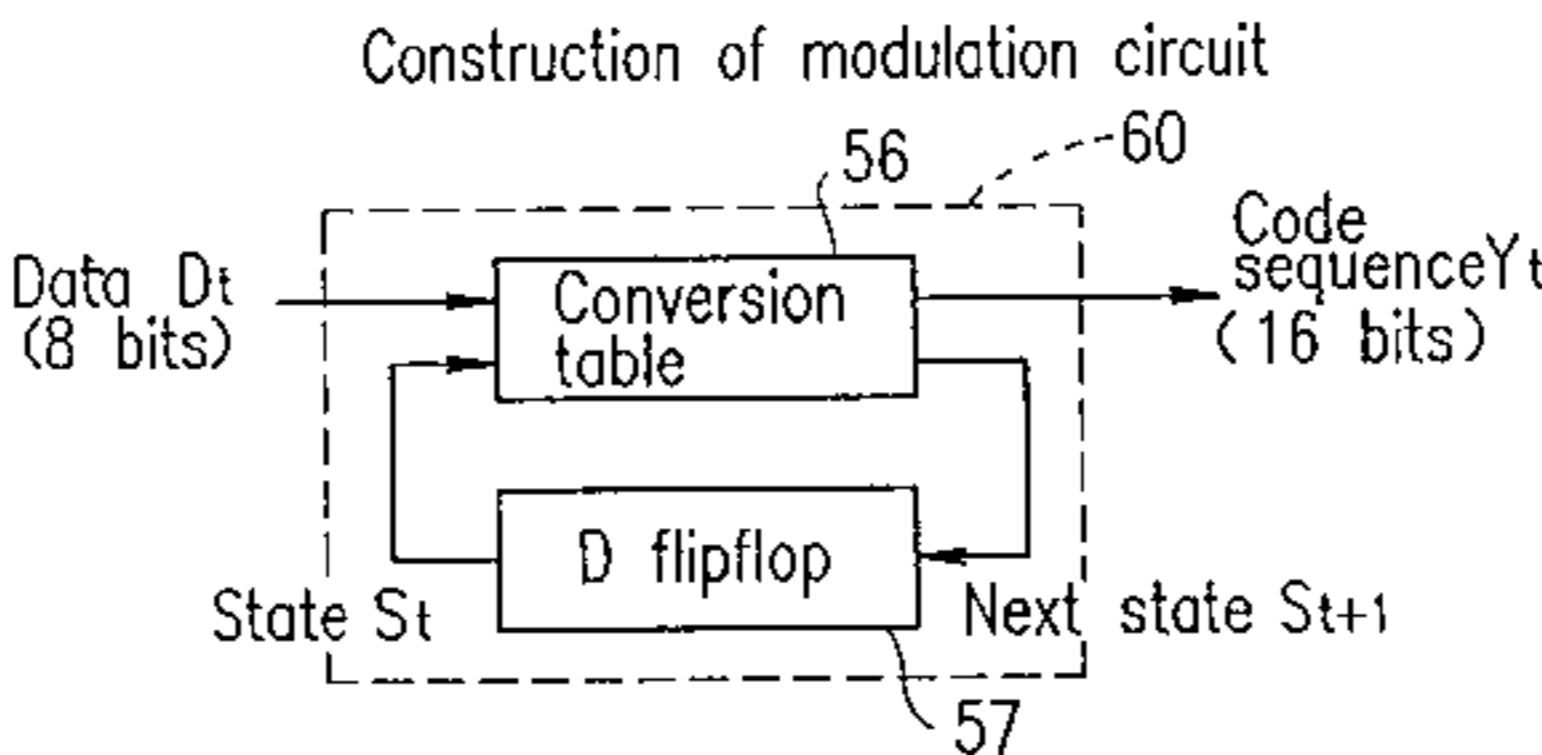 Construction of modulation circuit
56
60
Data Dt
(8 bits)
Conversion
table
Code
sequenceYt
(16 bits)
D flipflop
State St
Next state St+1
57